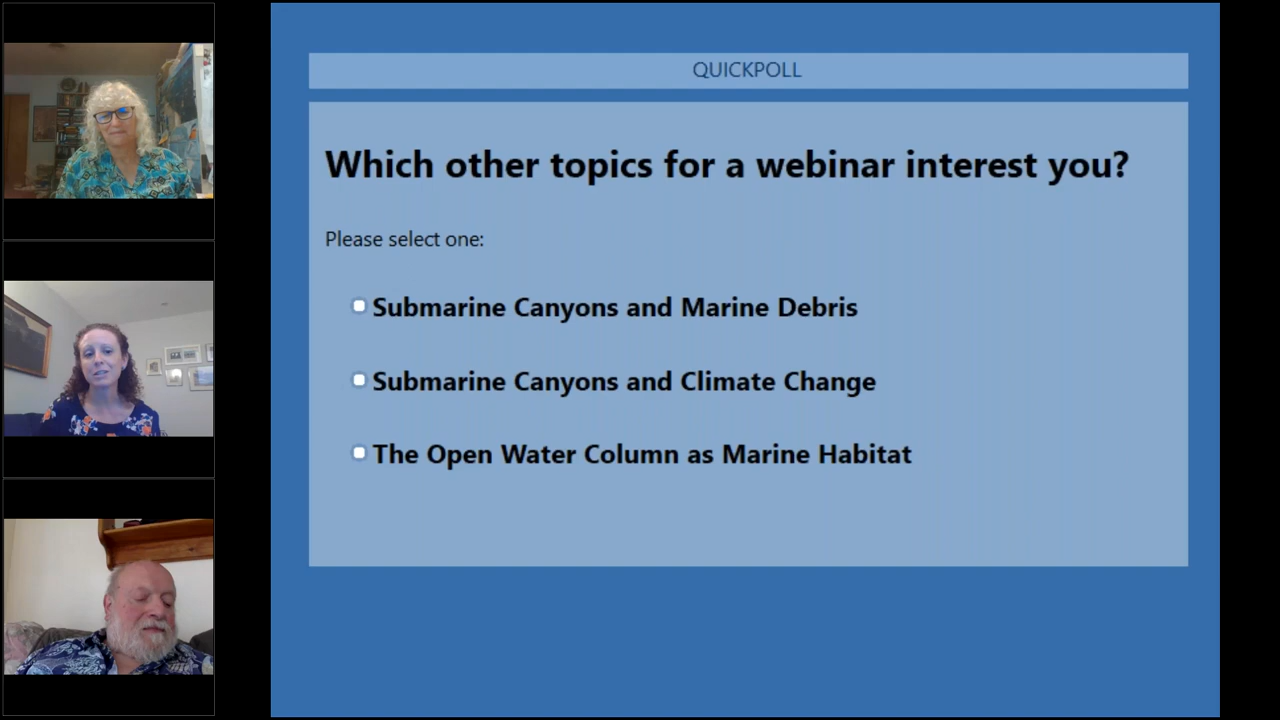 QUICKPOLL
Which other topics for a webinar interest you?
Please select one:
Submarine Canyons and Marine Debris
Submarine Canyons and Climate Change
The Open Water Column as Marine Habitat